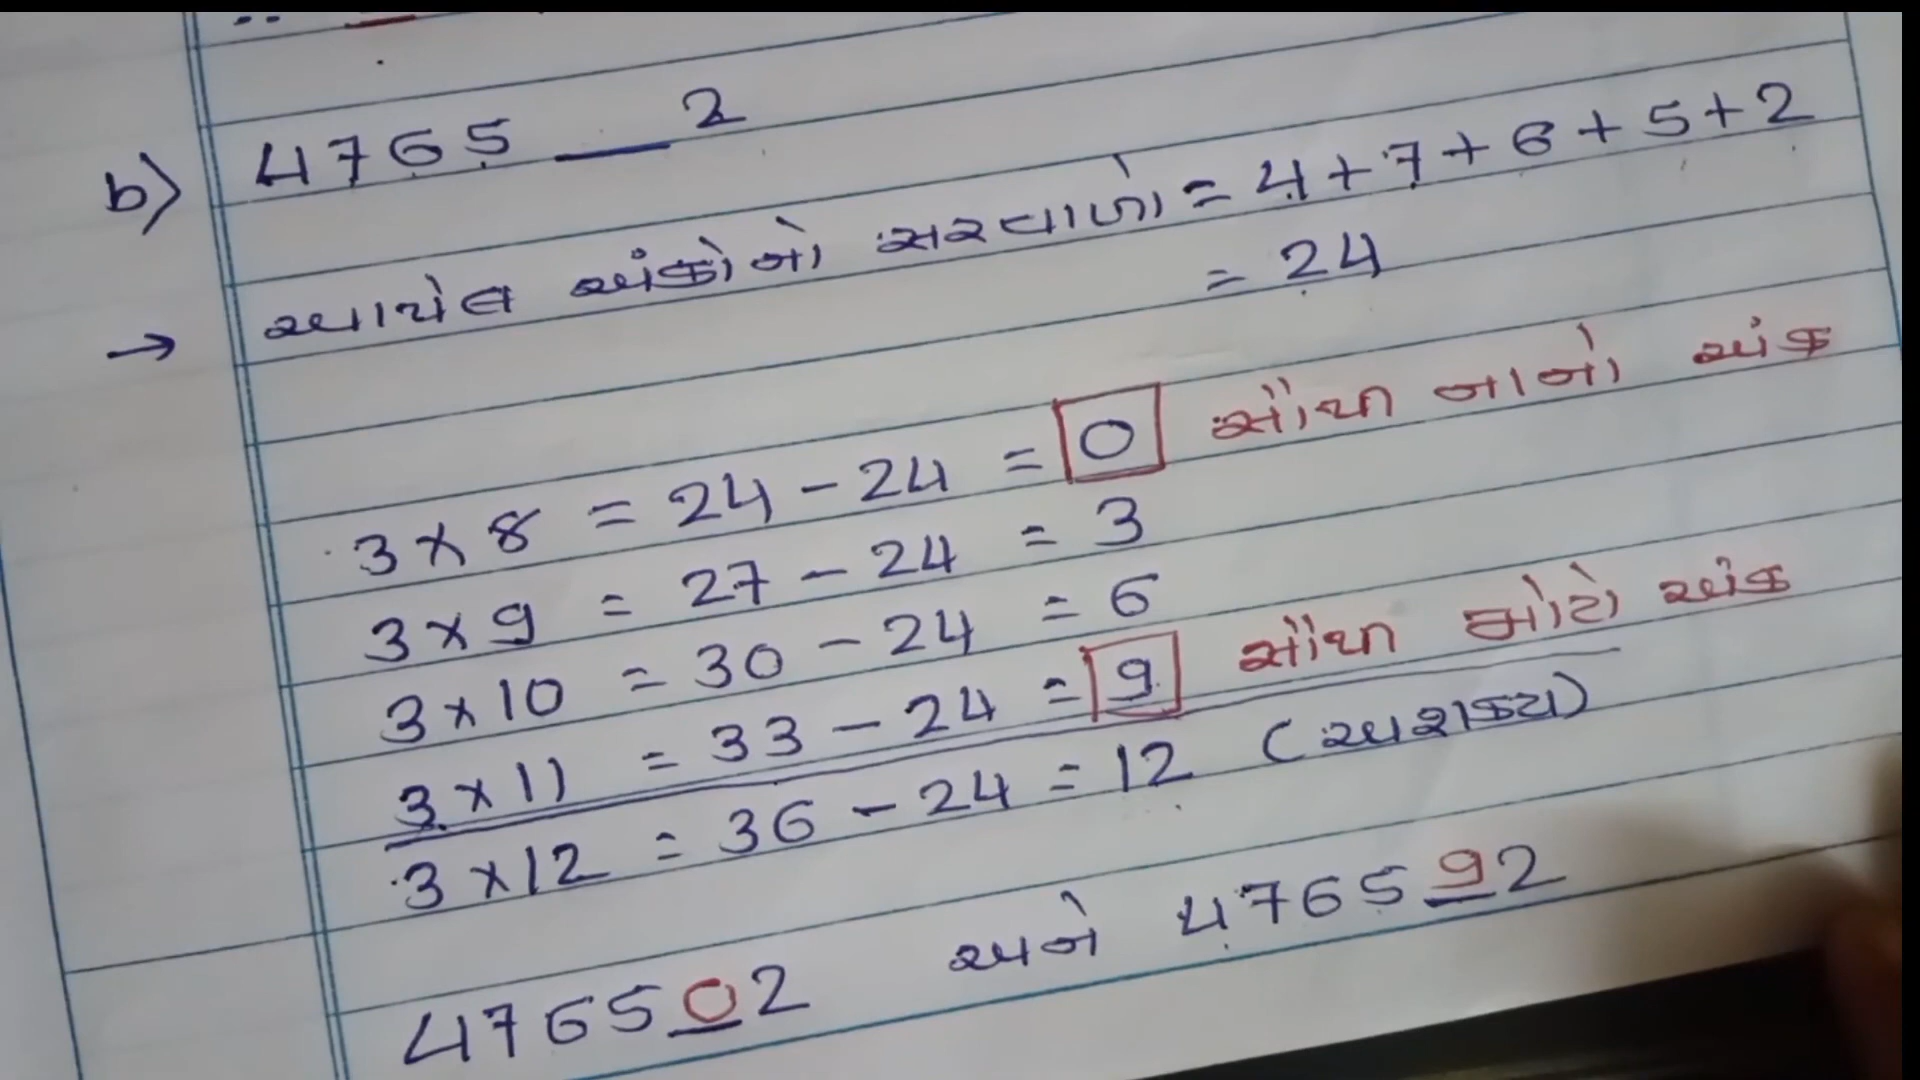 b) 4765 __ 2
→ આપેલ અંકોનો સરવાળો = 4+7+6+5+2
= 24
3×8 = 24 - 24 = 0 સૌથી નાનો અંક
3×9 = 27 - 24 = 3
3×10 = 30 - 24 = 6
3×11 = 33 - 24 = 9 સૌથી મોટો અંક
3×12 = 36 - 24 = 12 (અશક્ય)
476502 અને 476592